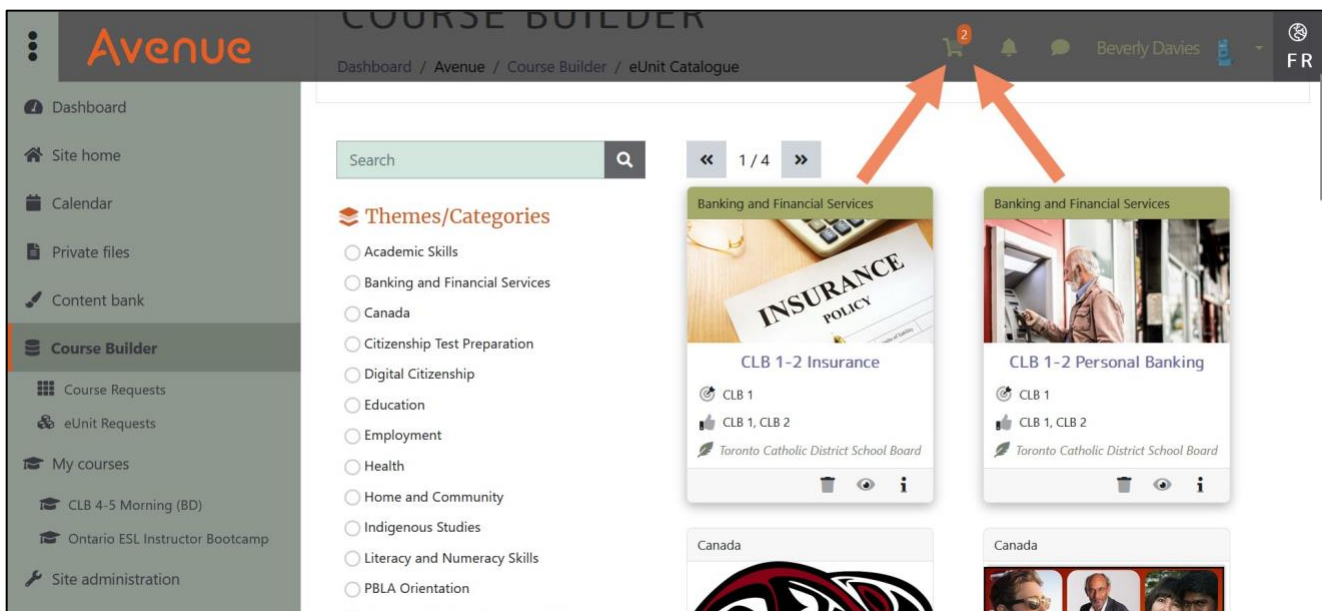 COURSE BUILDER
Avenue
2
Beverly Davies
FR
Dashboard / Avenue / Course Builder / eUnit Catalogue
Dashboard
Site home
Calendar
Private files
Content bank
Course Builder
Course Requests
eUnit Requests
My courses
CLB 4-5 Morning (BD)
Ontario ESL Instructor Bootcamp
Site administration
Search
Themes/Categories
Academic Skills
Banking and Financial Services
Canada
Citizenship Test Preparation
Digital Citizenship
Education
Employment
Health
Home and Community
Indigenous Studies
Literacy and Numeracy Skills
PBLA Orientation
« 1 / 4 »
Banking and Financial Services
INSURANCE
POLICY
CLB 1-2 Insurance
CLB 1
CLB 1, CLB 2
Toronto Catholic District School Board
Banking and Financial Services
CLB 1-2 Personal Banking
CLB 1
CLB 1, CLB 2
Toronto Catholic District School Board
Canada
Canada